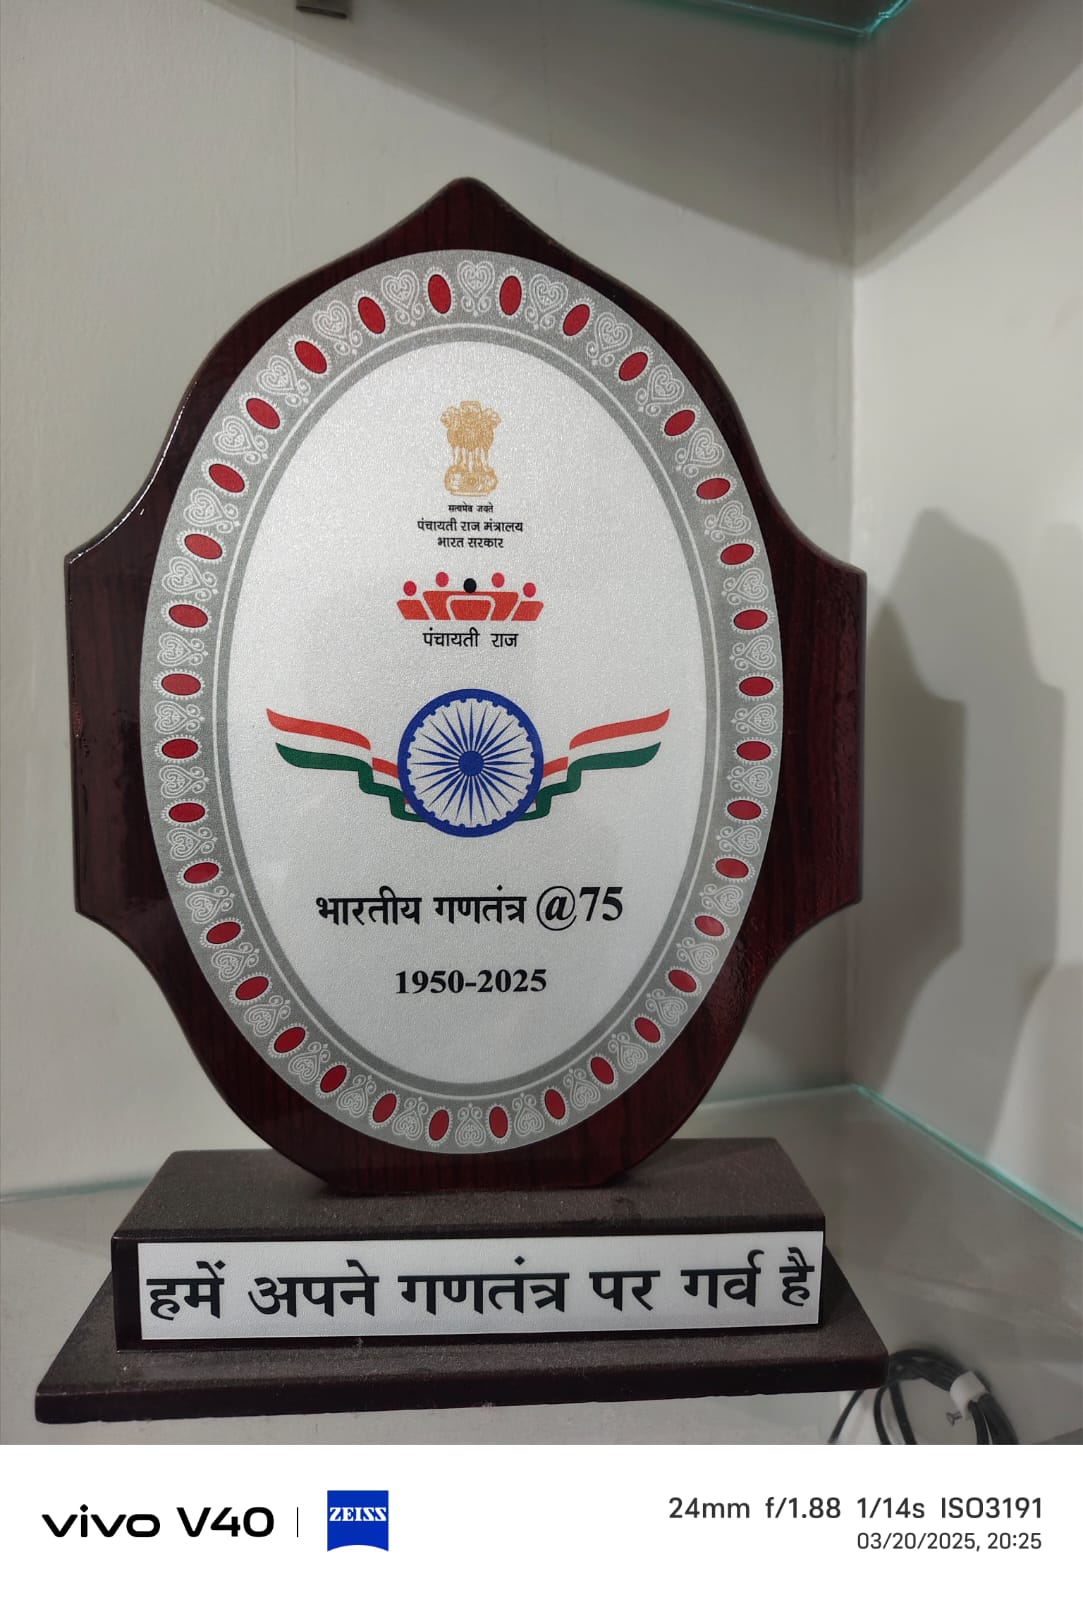 सत्यमेव जयते
पंचायती राज मंत्रालय
भारत सरकार
पंचायती राज
भारतीय गणतंत्र @75
1950-2025
हमें अपने गणतंत्र पर गर्व है
vivo V40 | ZEISS
24mm f/1.88 1/14s ISO3191
03/20/2025, 20:25